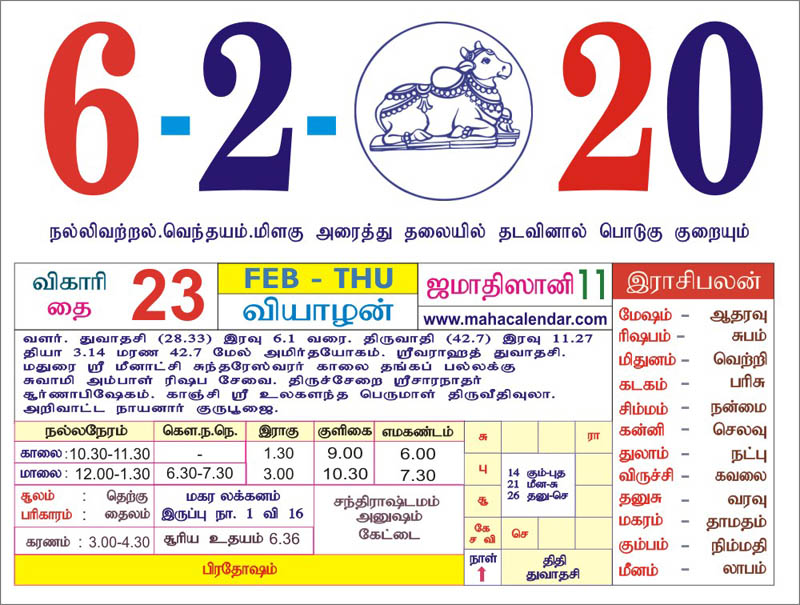 6-2-20
நல்லிவற்றல்.வெந்தயம்.மிளகு அரைத்து தலையில் தடவினால் பொடுகு குறையும்
விகாரி
தை
23
FEB - THU
வியாழன்
ஜமாதிஸானி 11
www.mahacalendar.com
வளர். துவாதசி (28.33) இரவு 6.1 வரை. திருவாதி (42.7) இரவு 11.27
தியா 3.14 மரண 42.7 மேல் அமிர்தயோகம். ஸ்ரீவராஹத் துவாதசி.
மதுரை ஸ்ரீ மீனாட்சி சுந்தரேஸ்வரர் காலை தங்கப் பல்லக்கு
சுவாமி அம்பாள் ரிஷப சேவை. திருச்சேறை ஸ்ரீசாரநாதர்
சூர்ணாபிஷேகம். காஞ்சி ஸ்ரீ உலகளந்த பெருமாள் திருவீதிவுலா.
அறிவாட்ட நாயனார் குருபூஜை.
நல்லநேரம் கௌ.ந.நெ. இராகு குளிகை எமகண்டம்
காலை: 10.30-11.30 - 1.30 9.00 6.00
மாலை: 12.00-1.30 6.30-7.30 3.00 10.30 7.30
சூலம் : தெற்கு
பரிகாரம் : தைலம்
மகர லக்கனம்
இருப்பு நா. 1 வி 16
கரணம் : 3.00-4.30
சூரிய உதயம் 6.36
சந்திராஷ்டமம்
அனுஷம்
கேட்டை
பிரதோஷம்
சு ரா
பு
சூ
கே
ச வி
செ
14 கும்-புத
21 மீன-சு
26 தனு-செ
நாள்
திதி
துவாதசி
இராசிபலன்
மேஷம் - ஆதரவு
ரிஷபம் - சுபம்
மிதுனம் - வெற்றி
கடகம் - பரிசு
சிம்மம் - நன்மை
கன்னி - செலவு
துலாம் - நட்பு
விருச்சி - கவலை
தனுசு - வரவு
மகரம் - தாமதம்
கும்பம் - நிம்மதி
மீனம் - லாபம்